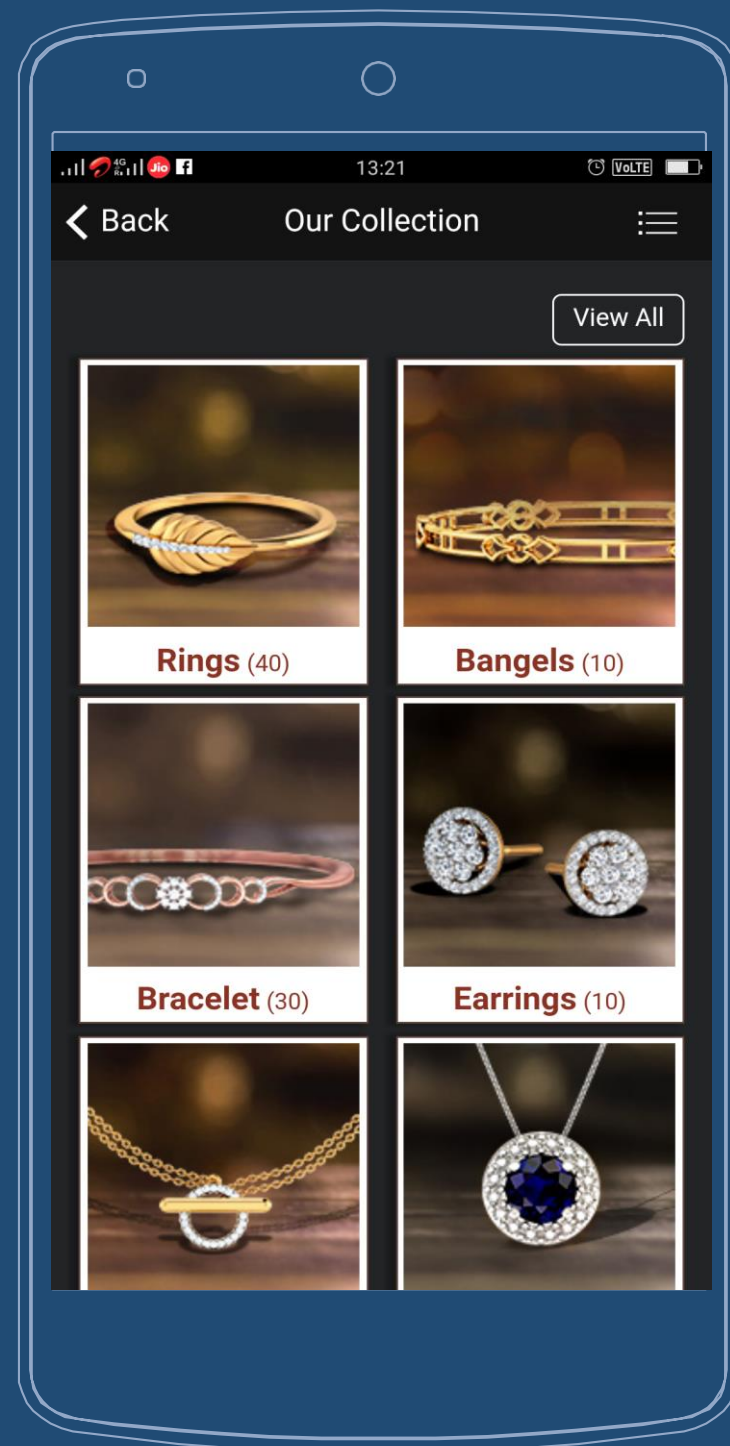 4G R Jio 13:21 VoLTE
Back Our Collection
View All
Rings (40) Bangels (10)
Bracelet (30) Earrings (10)